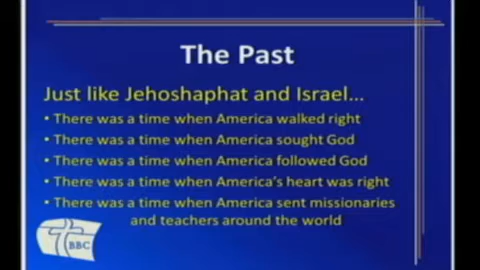 The Past
Just like Jehoshaphat and Israel...
• There was a time when America walked right
• There was a time when America sought God
• There was a time when America followed God
• There was a time when America's heart was right
• There was a time when America sent missionaries
and teachers around the world
BBC